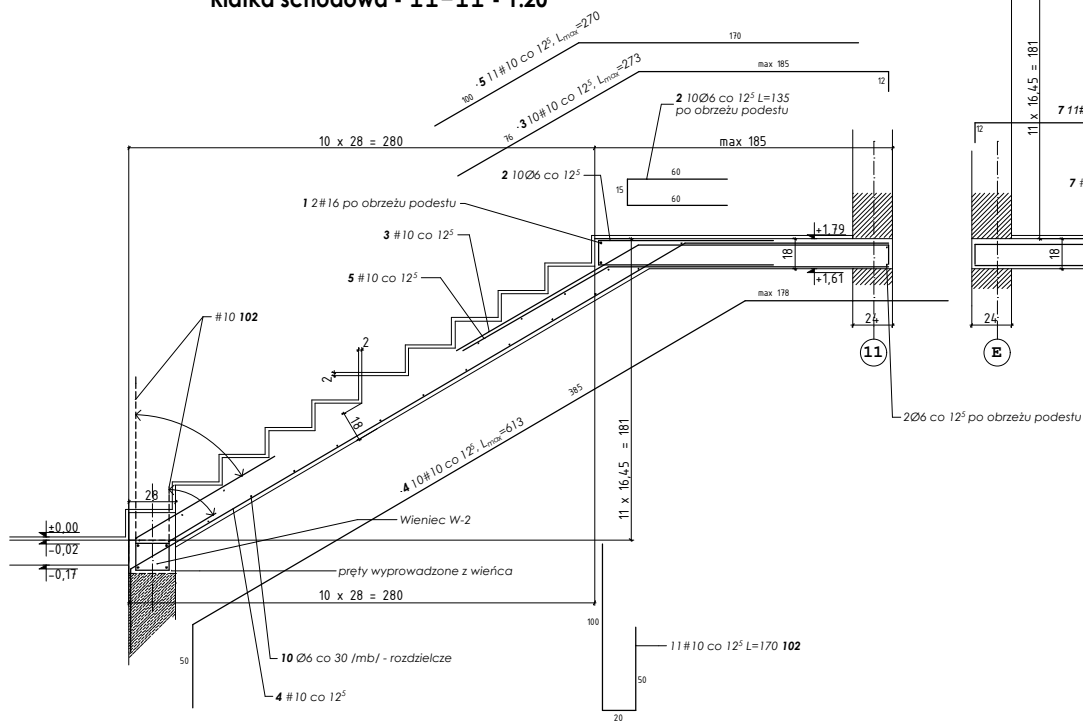 Klatka schodowa - 11-11 - 1:20
·5 11#10 co 12⁵, Lmax=270
100
170
·3 10#10 co 12⁵, Lmax=273
76
max 185
12
2 10Ø6 co 12⁵ L=135
po obrzeżu podestu
11 x 16,45 = 181
7 11#
12
10 x 28 = 280
max 185
2 10Ø6 co 12⁵
60
15
60
7 #
1 2#16 po obrzeżu podestu
3 #10 co 12⁵
5 #10 co 12⁵
+1,79
18
+1,61
18
max 178
#10 102
24
24
11
E
2
2
18
385
·4 10#10 co 12⁵, Lmax=613
2Ø6 co 12⁵ po obrzeżu podestu
11 x 16,45 = 181
28
±0,00
-0,02
-0,17
Wieniec W-2
pręty wyprowadzone z wieńca
10 x 28 = 280
100
50
10 Ø6 co 30 /mb/ - rozdzielcze
4 #10 co 12⁵
11#10 co 12⁵ L=170 102
50
20